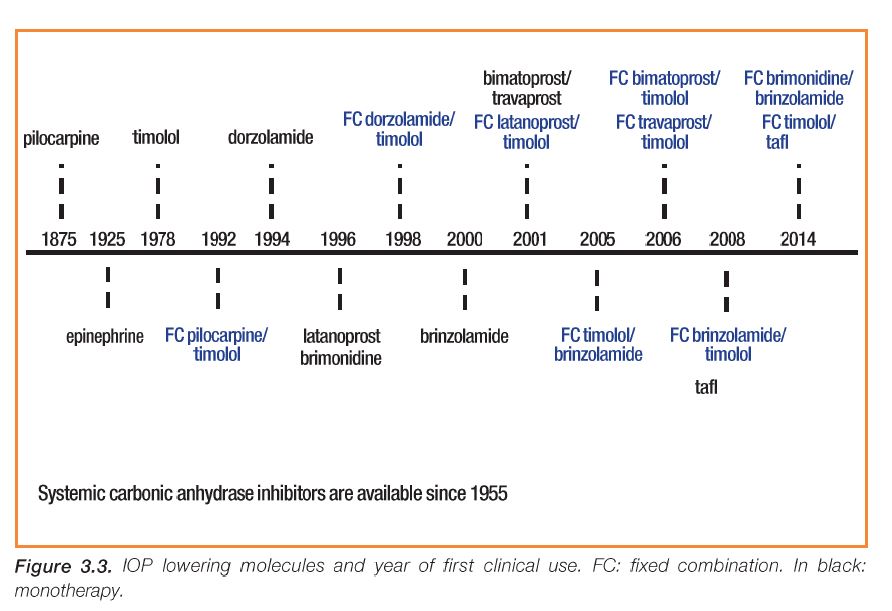 bimatoprost/
travaprost
FC bimatoprost/
timolol
FC brimonidine/
brinzolamide
pilocarpine
timolol
dorzolamide
FC dorzolamide/
timolol
FC latanoprost/
timolol
FC travaprost/
timolol
FC timolol/
tafl
1875 1925 1978 1992 1994 1996 1998 2000 2001 2005 2006 2008 2014
epinephrine
FC pilocarpine/
timolol
latanoprost
brimonidine
brinzolamide
FC timolol/
brinzolamide
FC brinzolamide/
timolol
tafl
Systemic carbonic anhydrase inhibitors are available since 1955
Figure 3.3. IOP lowering molecules and year of first clinical use. FC: fixed combination. In black:
monotherapy.